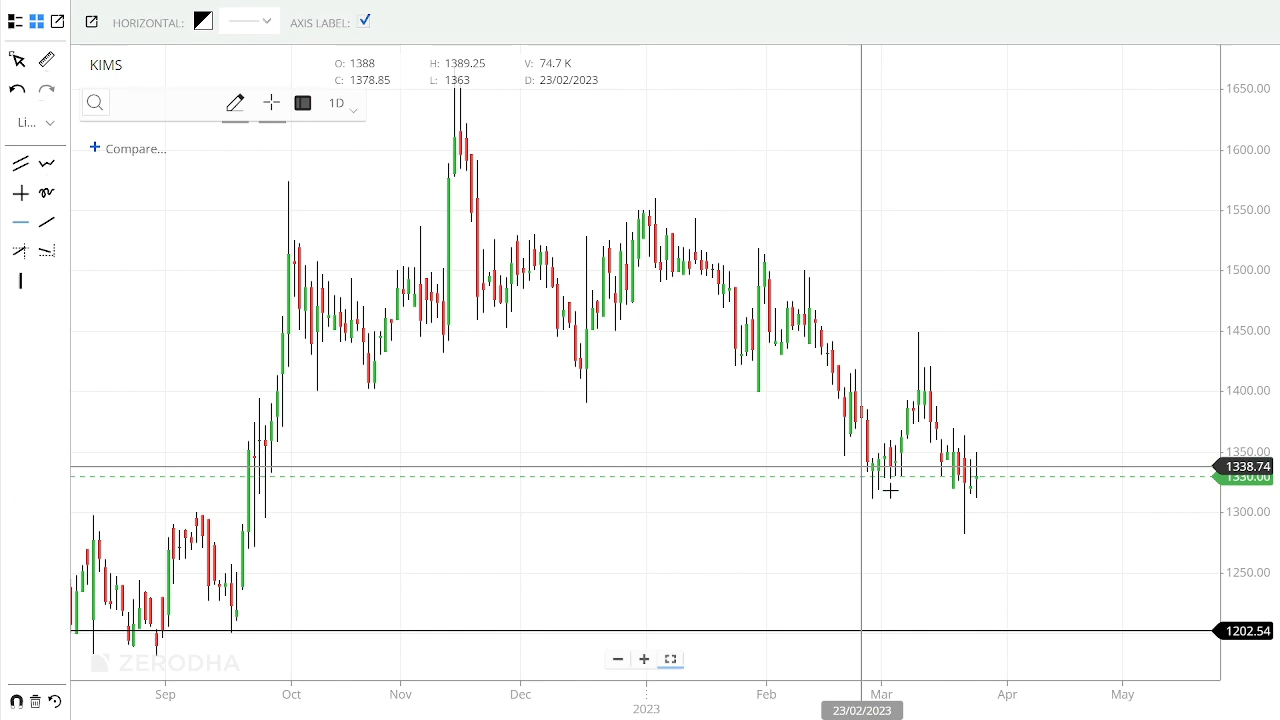 HORIZONTAL:
AXIS LABEL:
KIMS
O: 1388 H: 1389.25 V: 74.7 K
C: 1378.85 L: 1363 D: 23/02/2023
1D
Li...
+ Compare...
1650.00
1600.00
1550.00
1500.00
1450.00
1400.00
1350.00
1338.74
1330.00
1300.00
1250.00
1202.54
ZERODHA
Sep Oct Nov Dec Feb Mar Apr May
2023
23/02/2023